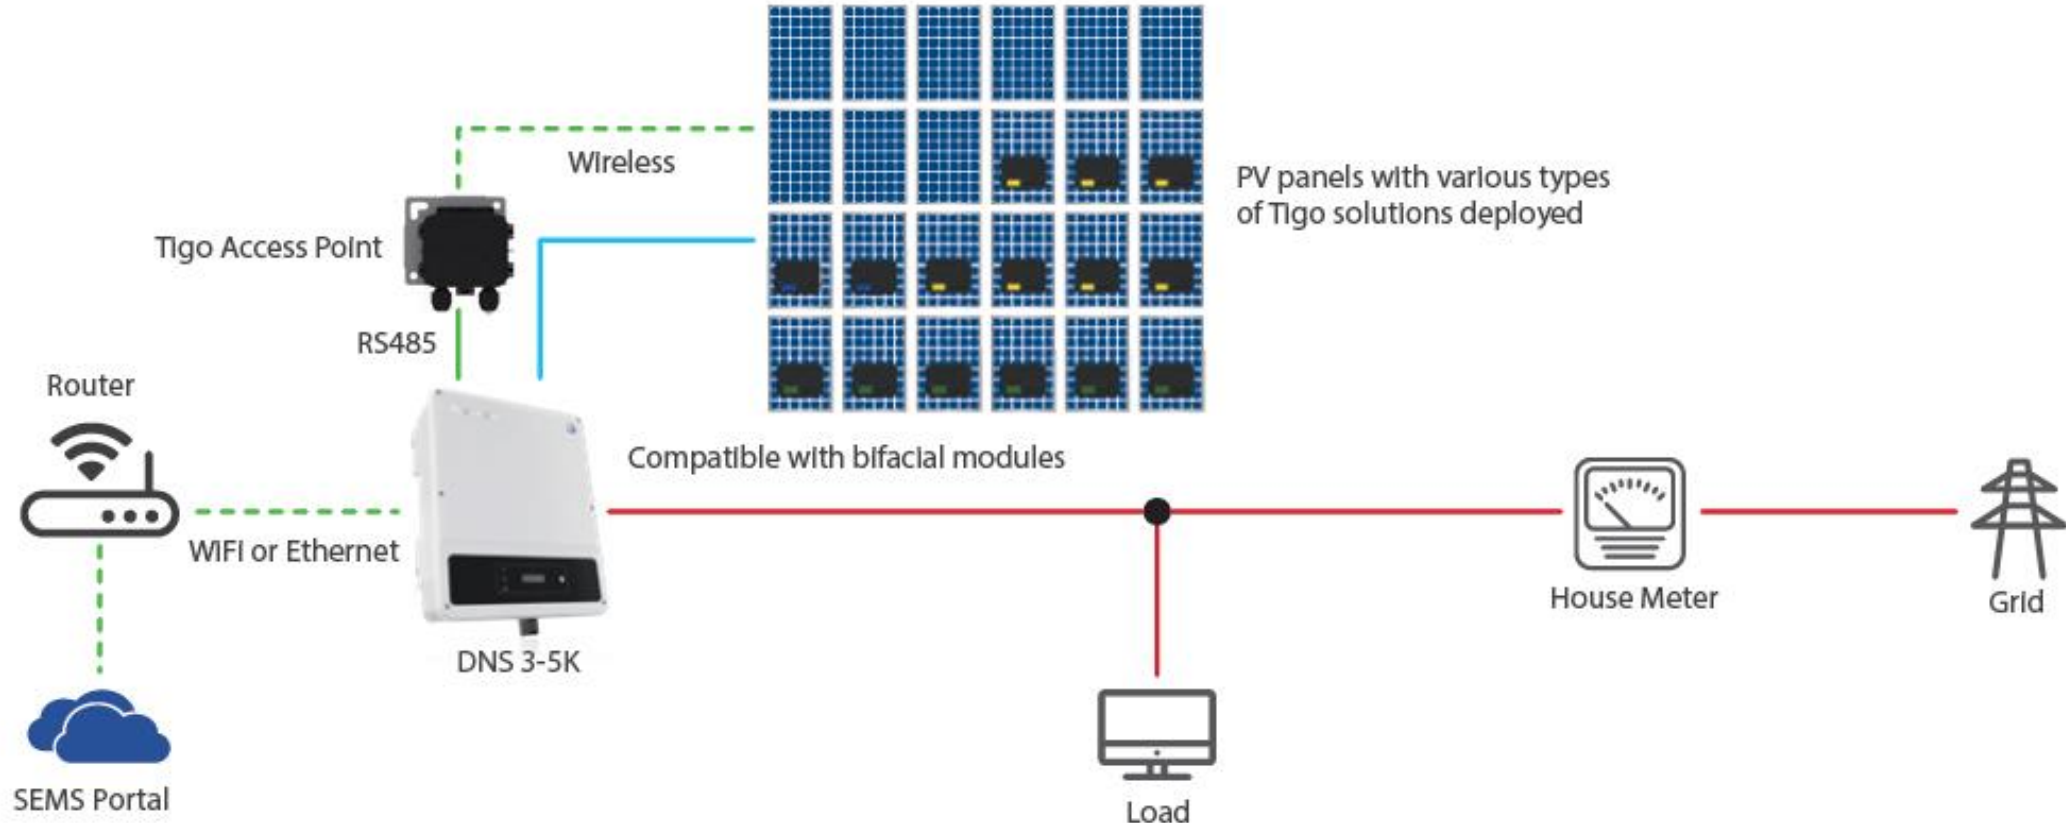 Wireless
PV panels with various types
of Tigo solutions deployed
Tigo Access Point
RS485
Router
Compatible with bifacial modules
WiFi or Ethernet
House Meter
Grid
DNS 3-5K
SEMS Portal
Load